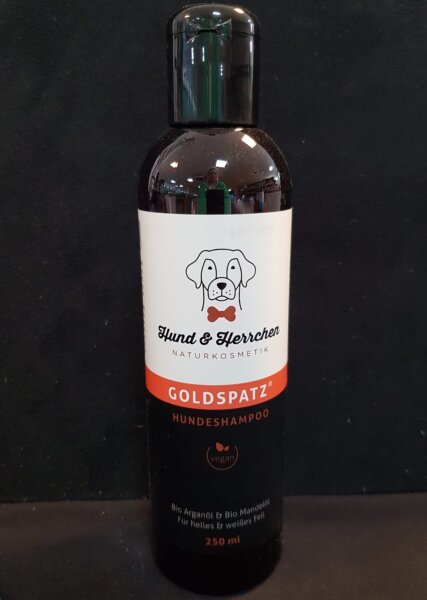 Hund & Herrchen
NATURKOSMETIK
GOLDSPATZ®
HUNDESHAMPOO
vegan
Bio Arganöl & Bio Mandelöl
Für helles & weißes Fell
250 ml